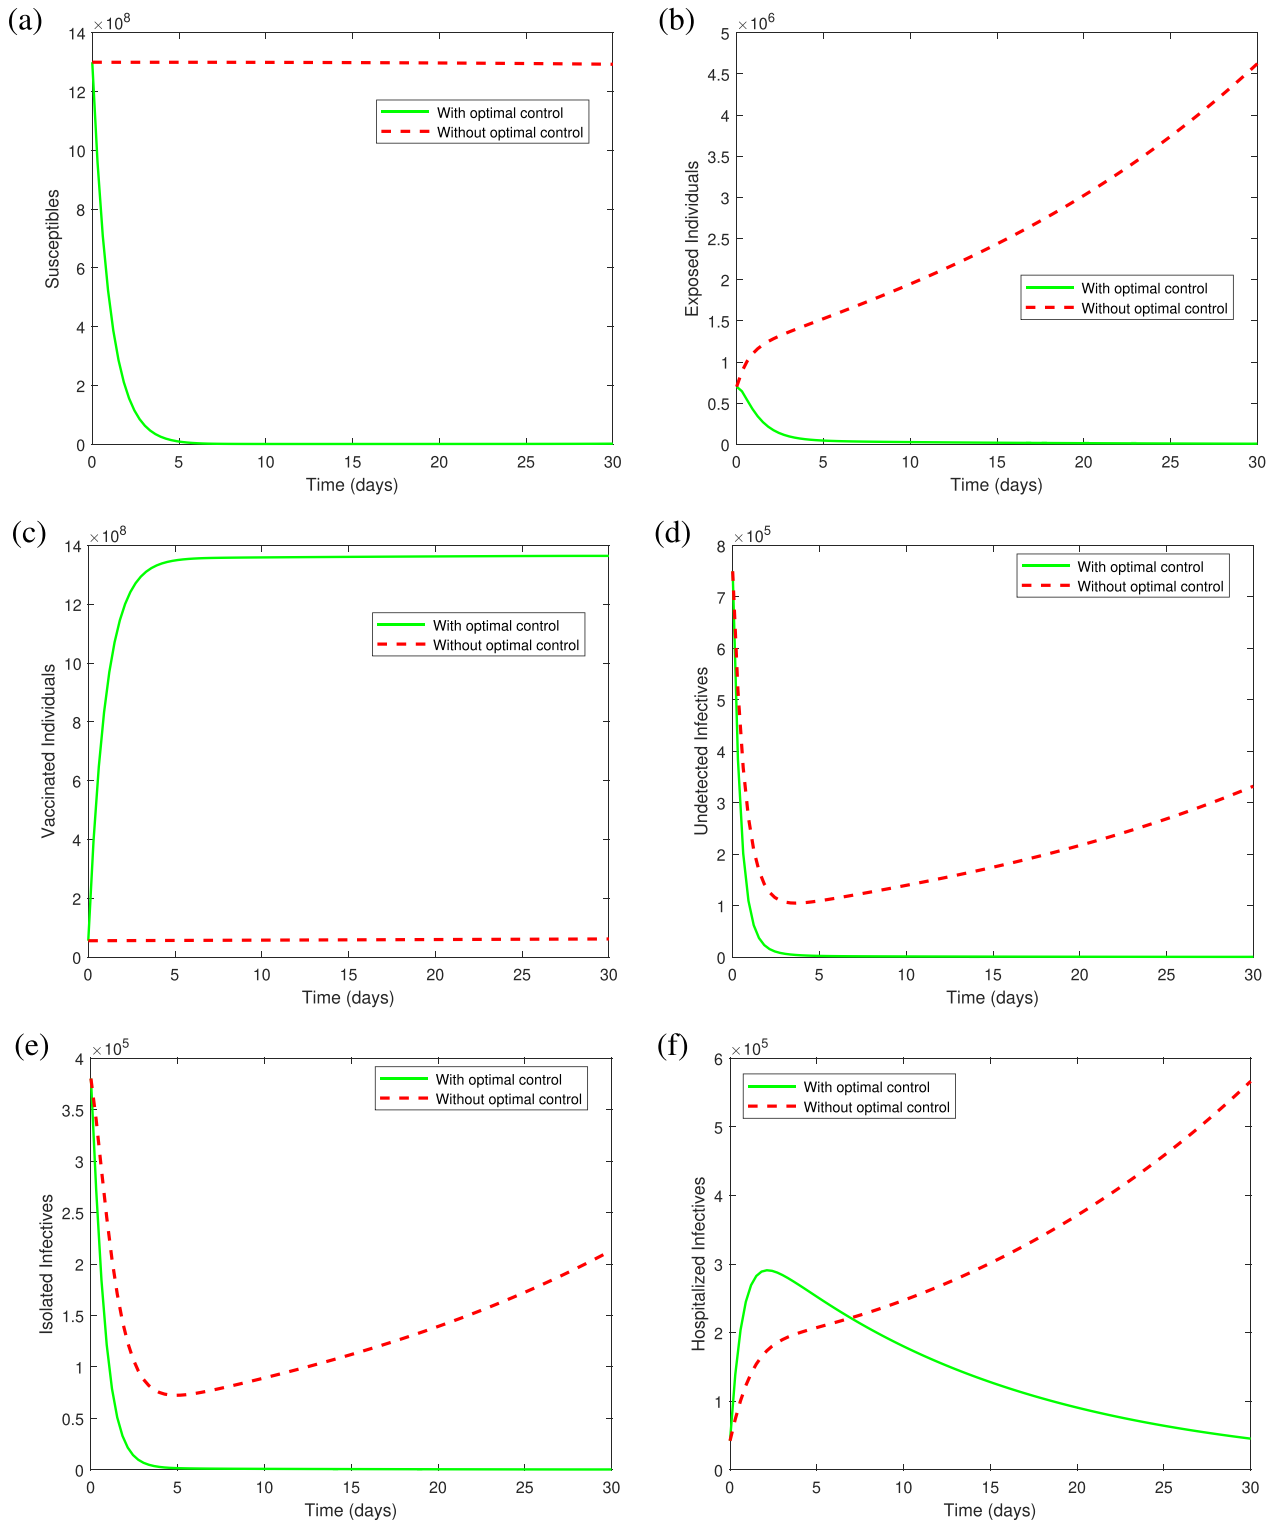 (a)
×10^8
14
12
10
8
6
4
2
0
Susceptibles
With optimal control
Without optimal control
0 5 10 15 20 25 30
Time (days)
(b)
×10^6
5
4.5
4
3.5
3
2.5
2
1.5
1
0.5
0
Exposed Individuals
With optimal control
Without optimal control
0 5 10 15 20 25 30
Time (days)
(c)
×10^8
14
12
10
8
6
4
2
0
Vaccinated Individuals
With optimal control
Without optimal control
0 5 10 15 20 25 30
Time (days)
(d)
×10^5
8
7
6
5
4
3
2
1
0
Undetected Infectives
With optimal control
Without optimal control
0 5 10 15 20 25 30
Time (days)
(e)
×10^5
4
3.5
3
2.5
2
1.5
1
0.5
0
Isolated Infectives
With optimal control
Without optimal control
0 5 10 15 20 25 30
Time (days)
(f)
×10^5
6
5
4
3
2
1
0
Hospitalized Infectives
With optimal control
Without optimal control
0 5 10 15 20 25 30
Time (days)